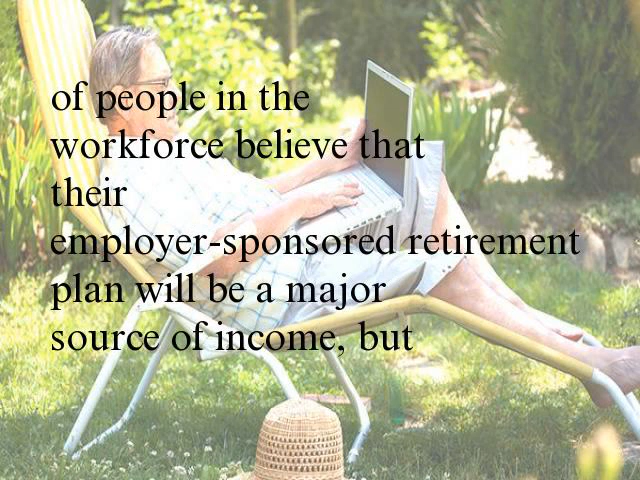 of people in the
workforce believe that
their
employer-sponsored retirement
plan will be a major
source of income, but